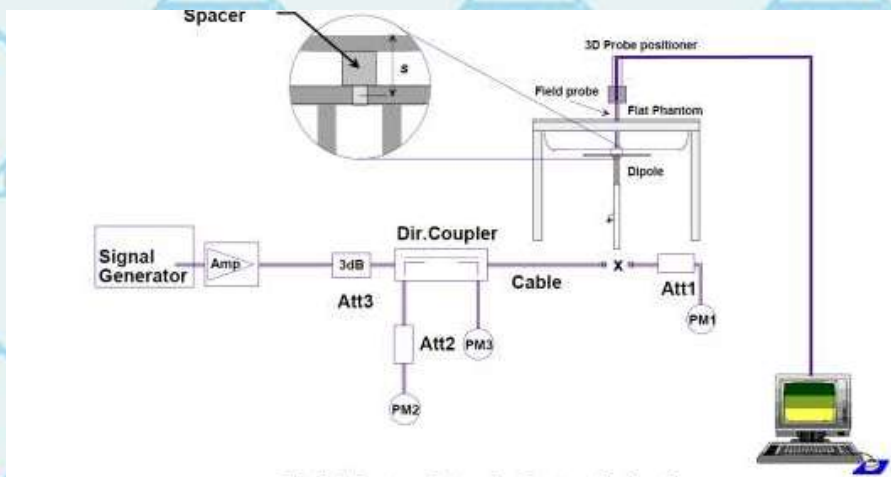 Spacer
s
3D Probe positioner
Field probe
Flat Phantom
Dipole
Signal
Generator
Amp
3dB
Att3
Dir.Coupler
Cable
x
Att1
PM1
Att2
PM3
PM2